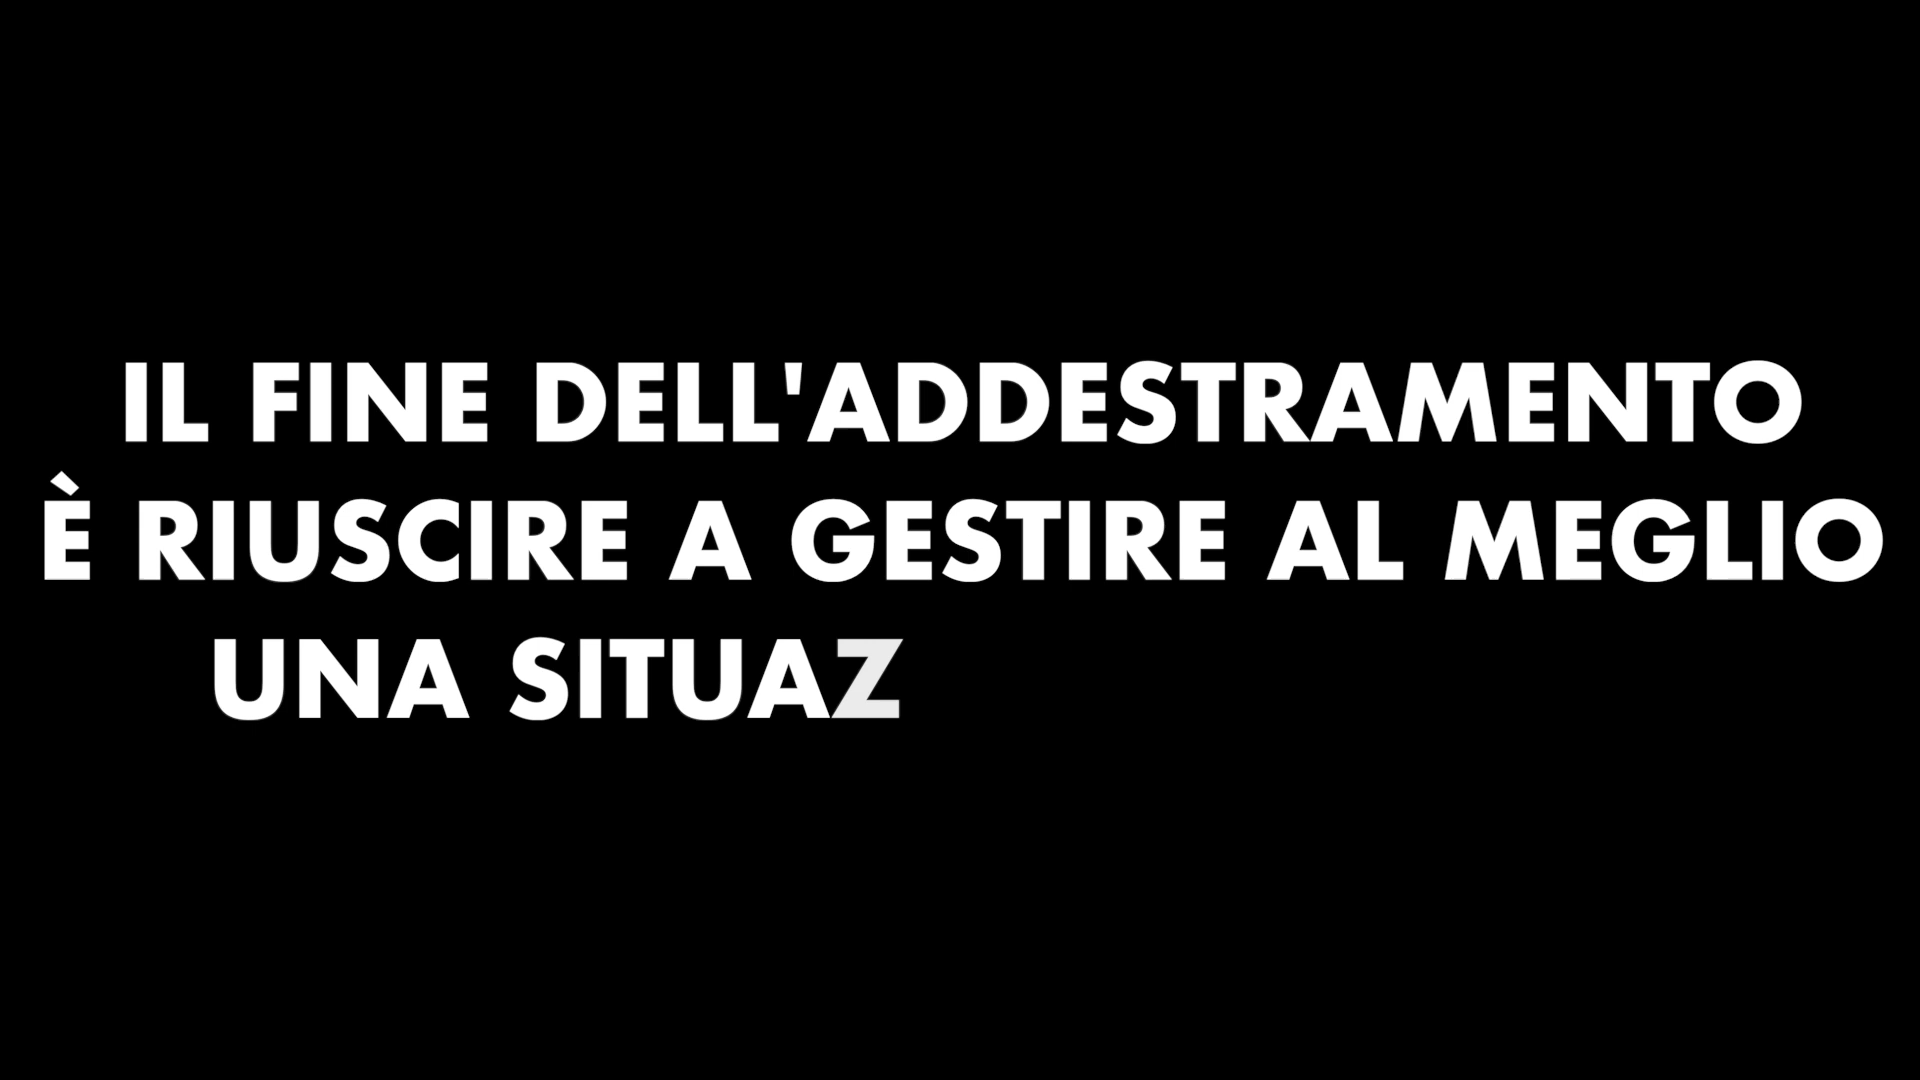 IL FINE DELL'ADDESTRAMENTO
È RIUSCIRE A GESTIRE AL MEGLIO
UNA SITUAZ